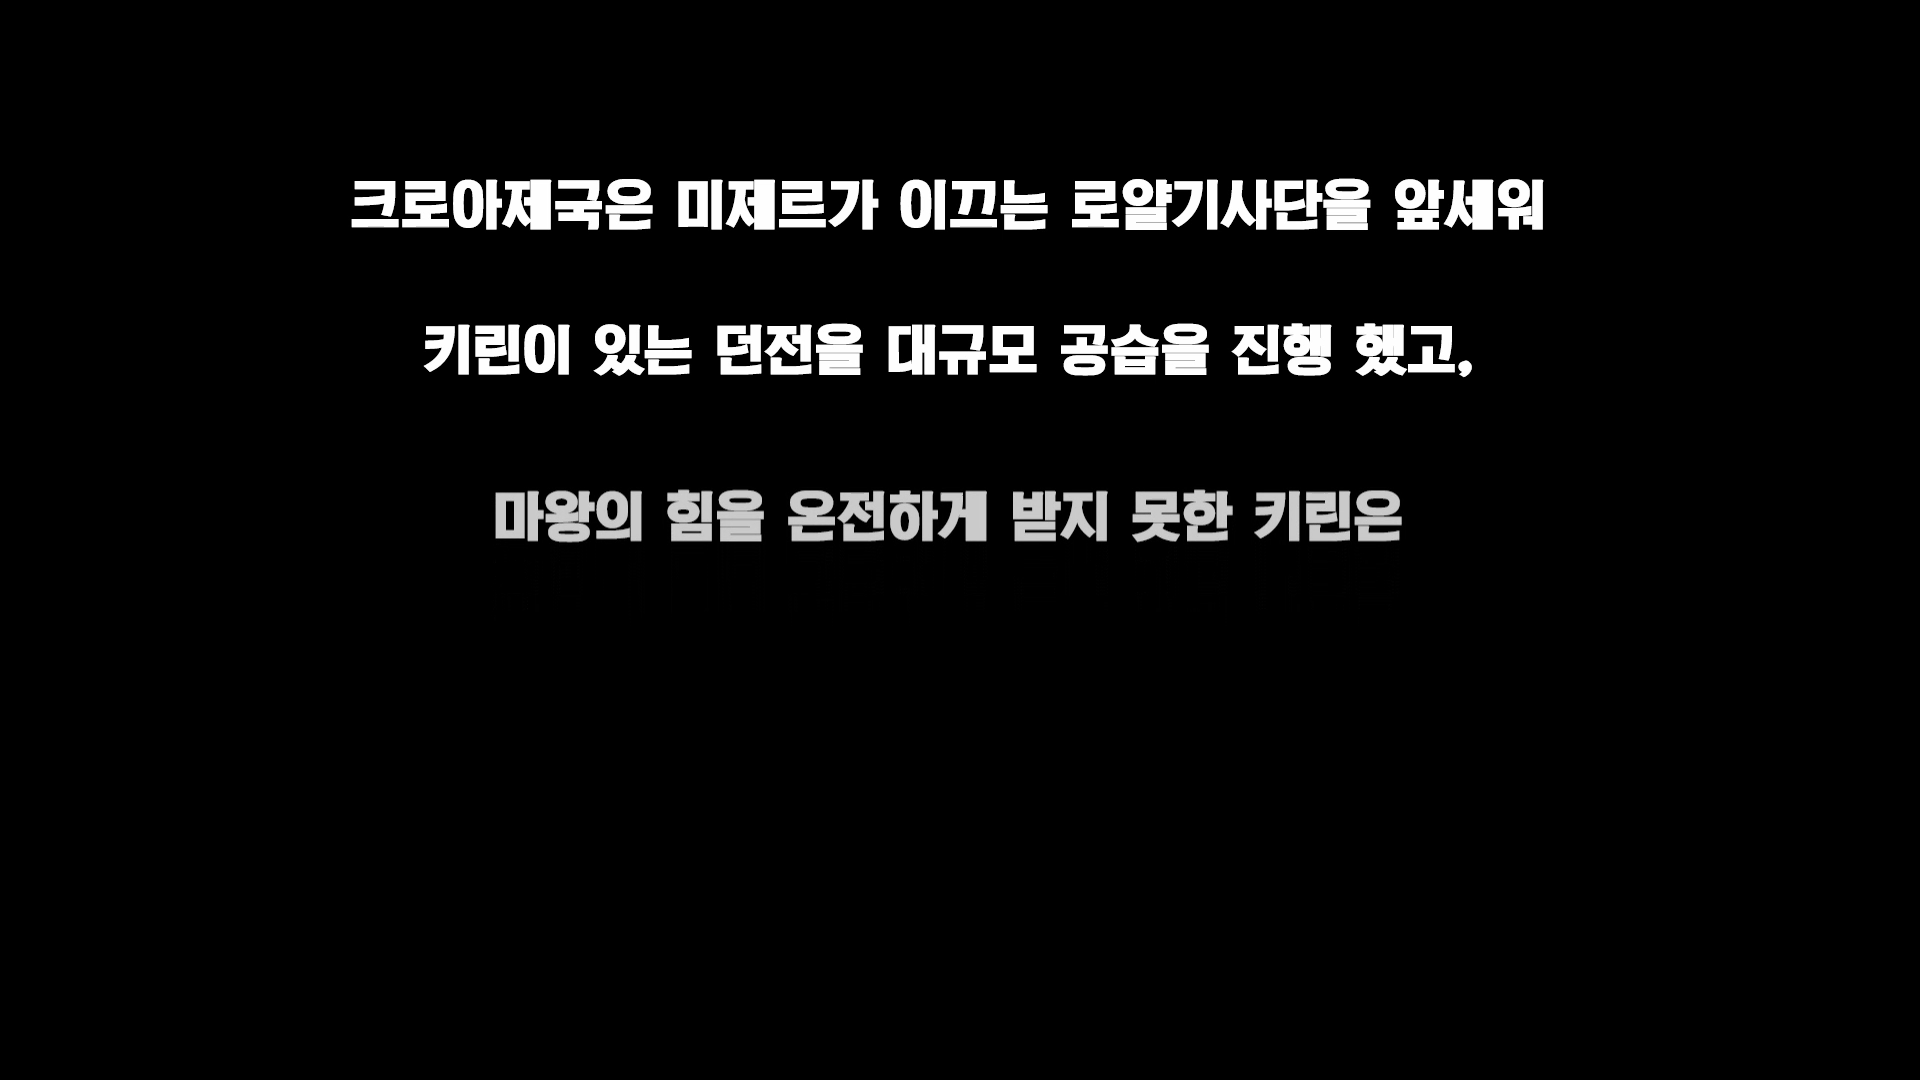 크로아제국은 미제르가 이끄는 로얄기사단을 앞세워
키린이 있는 던전을 대규모 공습을 진행 했고,
마왕의 힘을 온전하게 받지 못한 키린은